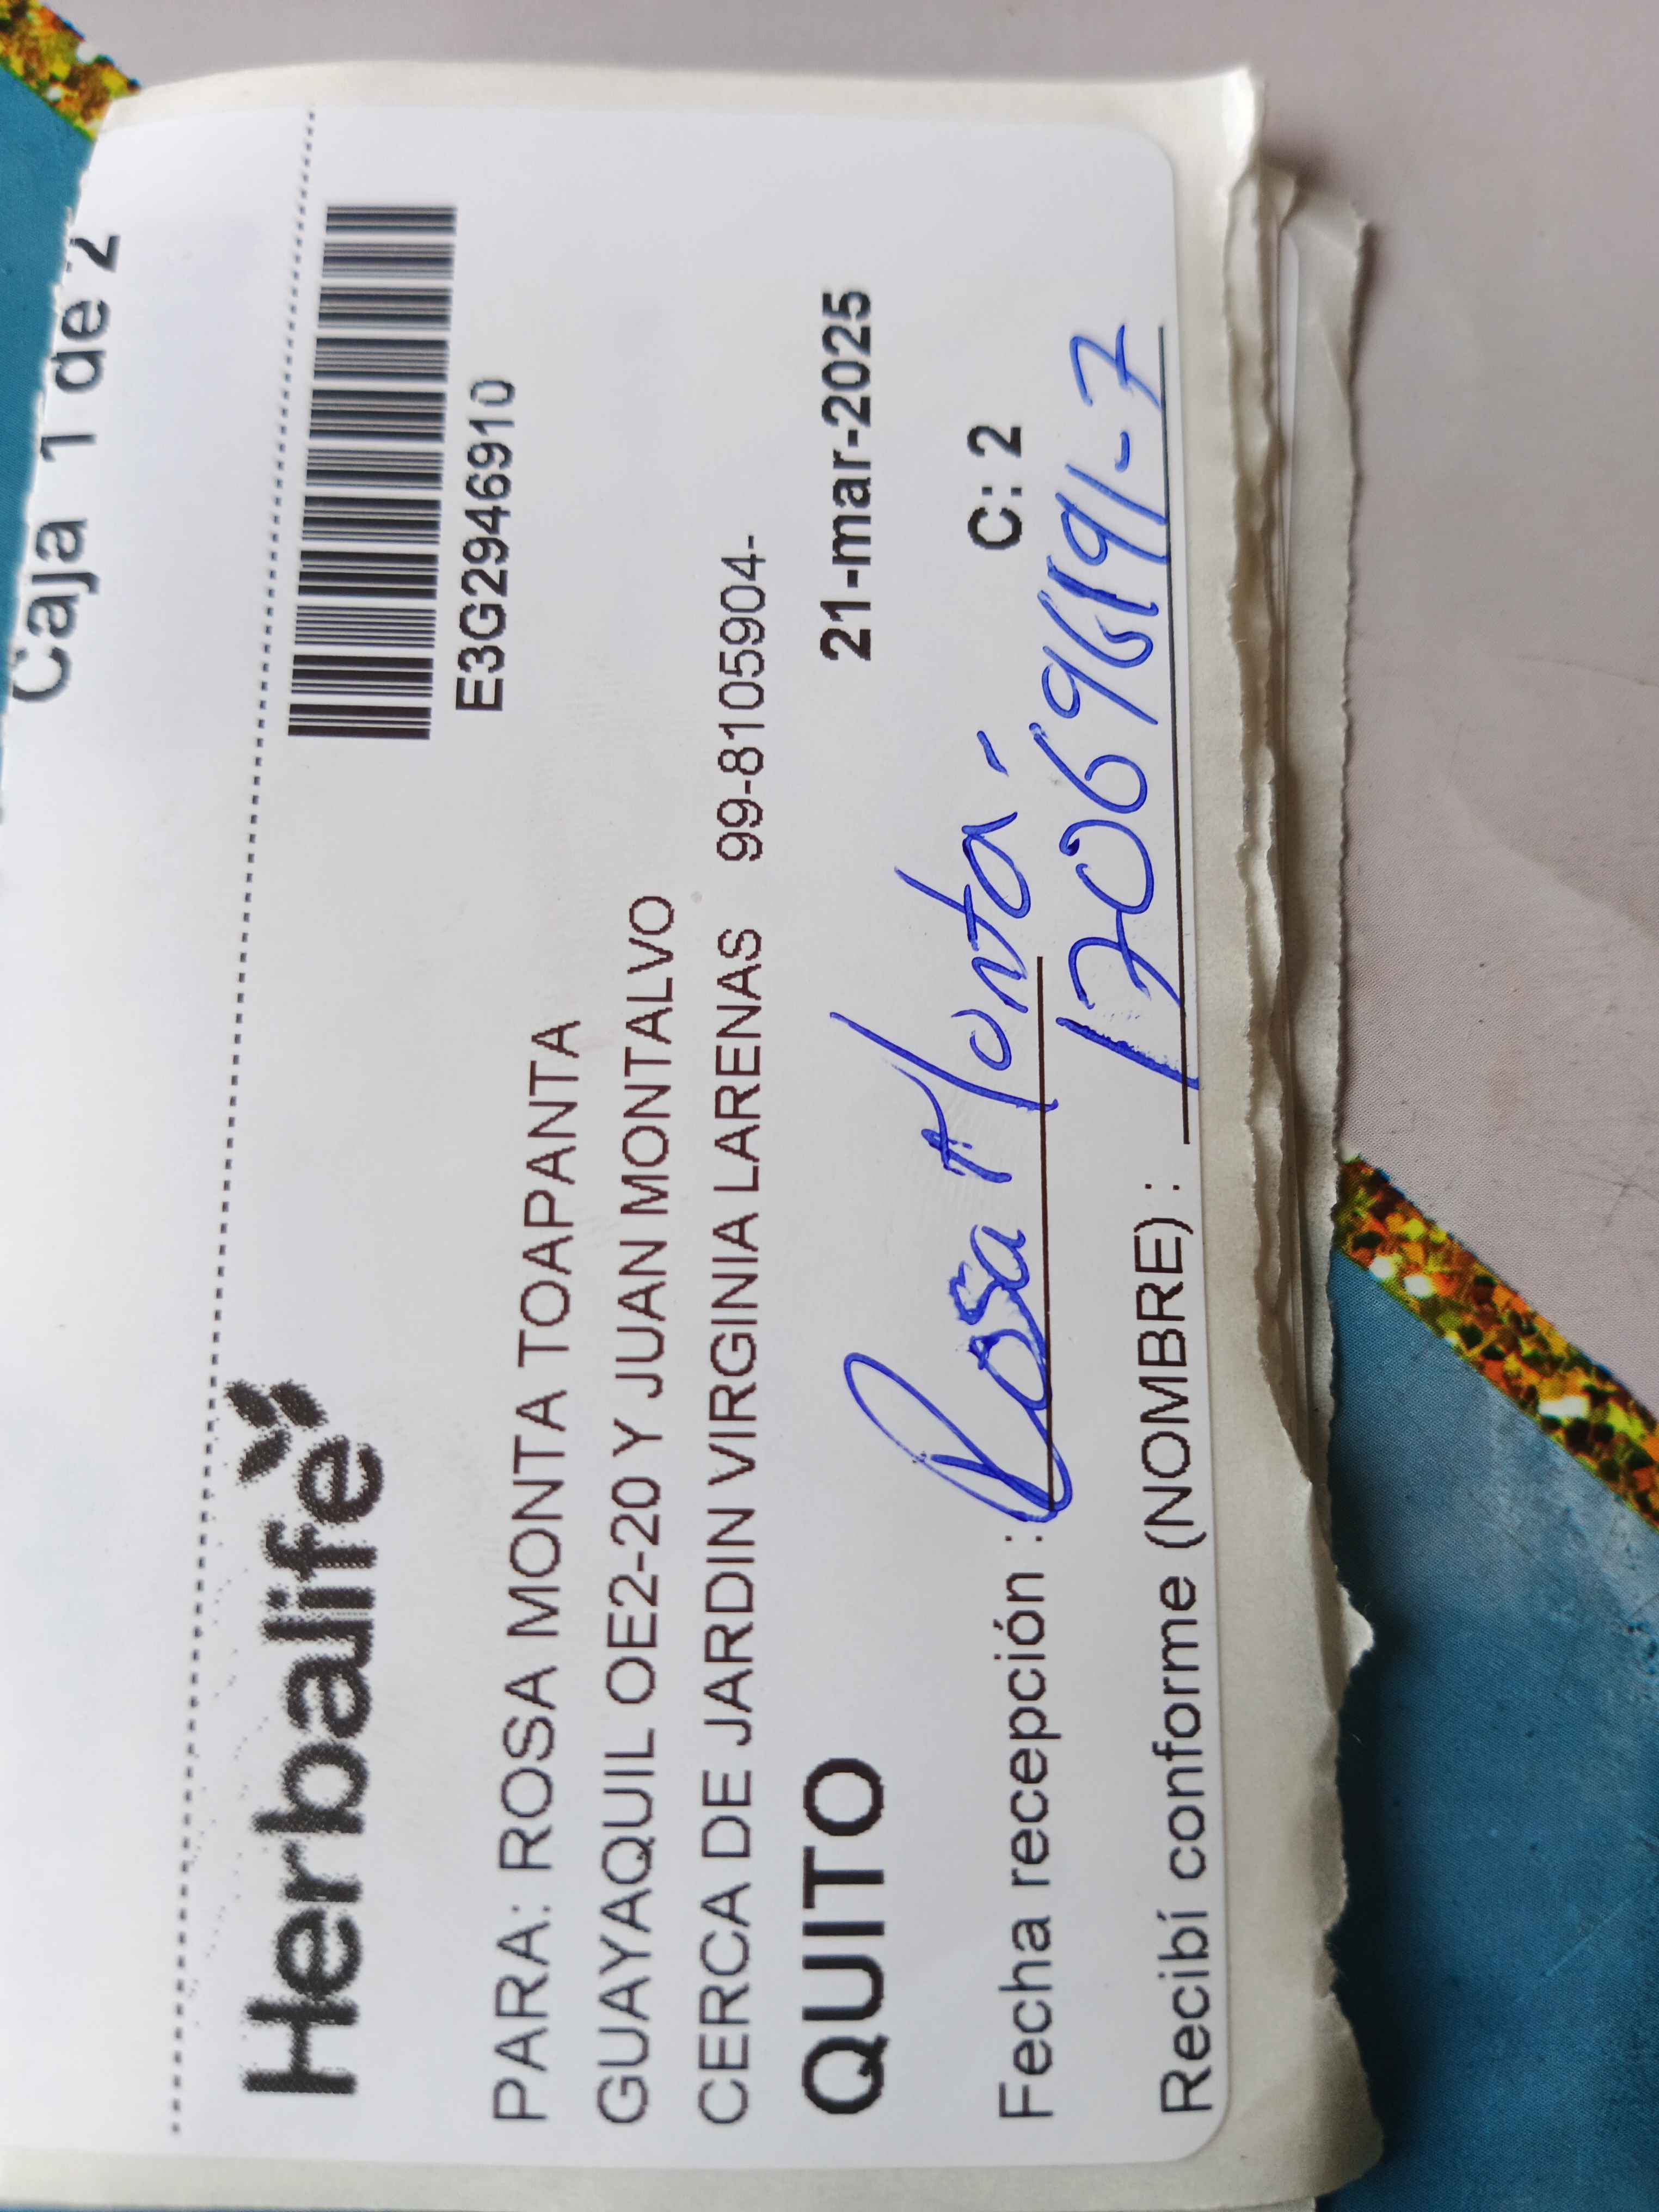 Caja 1 de 2
Herbalife
E3G2946910
PARA: ROSA MONTA TOAPANTA
GUAYAQUIL OE2-20 Y JUAN MONTALVO
CERCA DE JARDIN VIRGINIA LARENAS 99-8105904-
QUITO 21-mar-2025
Fecha recepción : Rosa Monta C: 2
Recibí conforme (NOMBRE) : 170696191-7